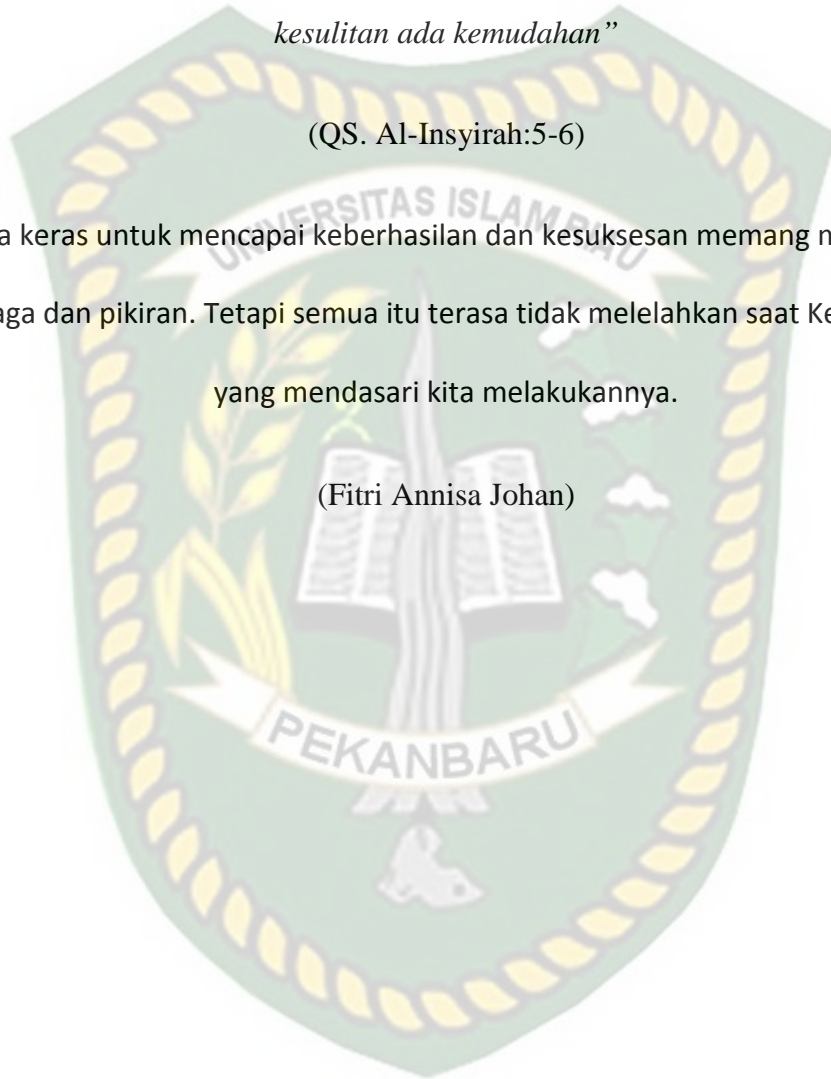 kesulitan ada kemudahan”
(QS. Al-Insyirah:5-6)
UNIVERSITAS ISLAM RIAU
a keras untuk mencapai keberhasilan dan kesuksesan memang
aga dan pikiran. Tetapi semua itu terasa tidak melelahkan saat
yang mendasari kita melakukannya.
(Fitri Annisa Johan)
PEKANBARU